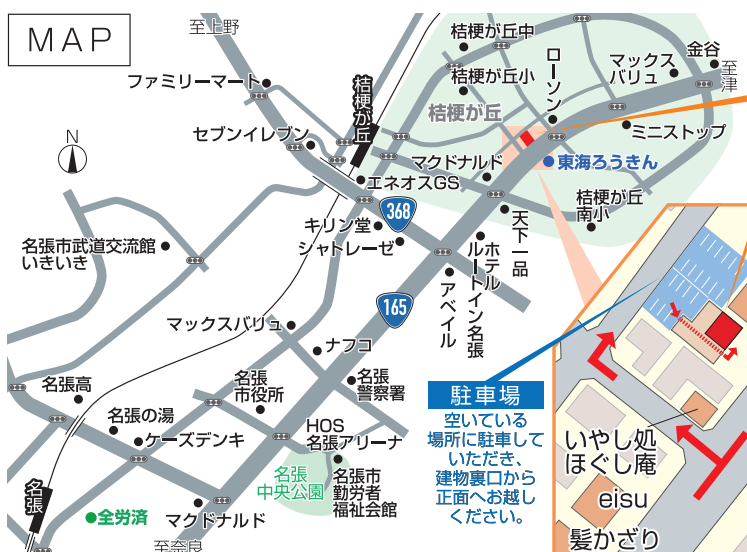 MAP
至上野
ファミリーマート
セブンイレブン
N
名張市武道交流館
いきいき
桔梗が丘
桔梗が丘中
桔梗が丘小
桔梗が丘
ローソン
マックス
バリュ
金谷
至津
ミニストップ
東海ろうきん
マクドナルド
エネオスGS
桔梗が丘
南小
天下一品
368
キリン堂
シャトレーゼ
ホテル
ルートイン名張
アベイル
165
マックスバリュ
ナフコ
名張
警察署
名張
市役所
名張高
名張の湯
ケーズデンキ
HOS
名張アリーナ
名張
中央公園
名張市
勤労者
福祉会館
名張
全労済
マクドナルド
至奈良
駐車場
空いている
場所に駐車して
いただき、
建物裏口から
正面へお越し
ください。
いやし処
ほぐし庵
eisu
髪かざり